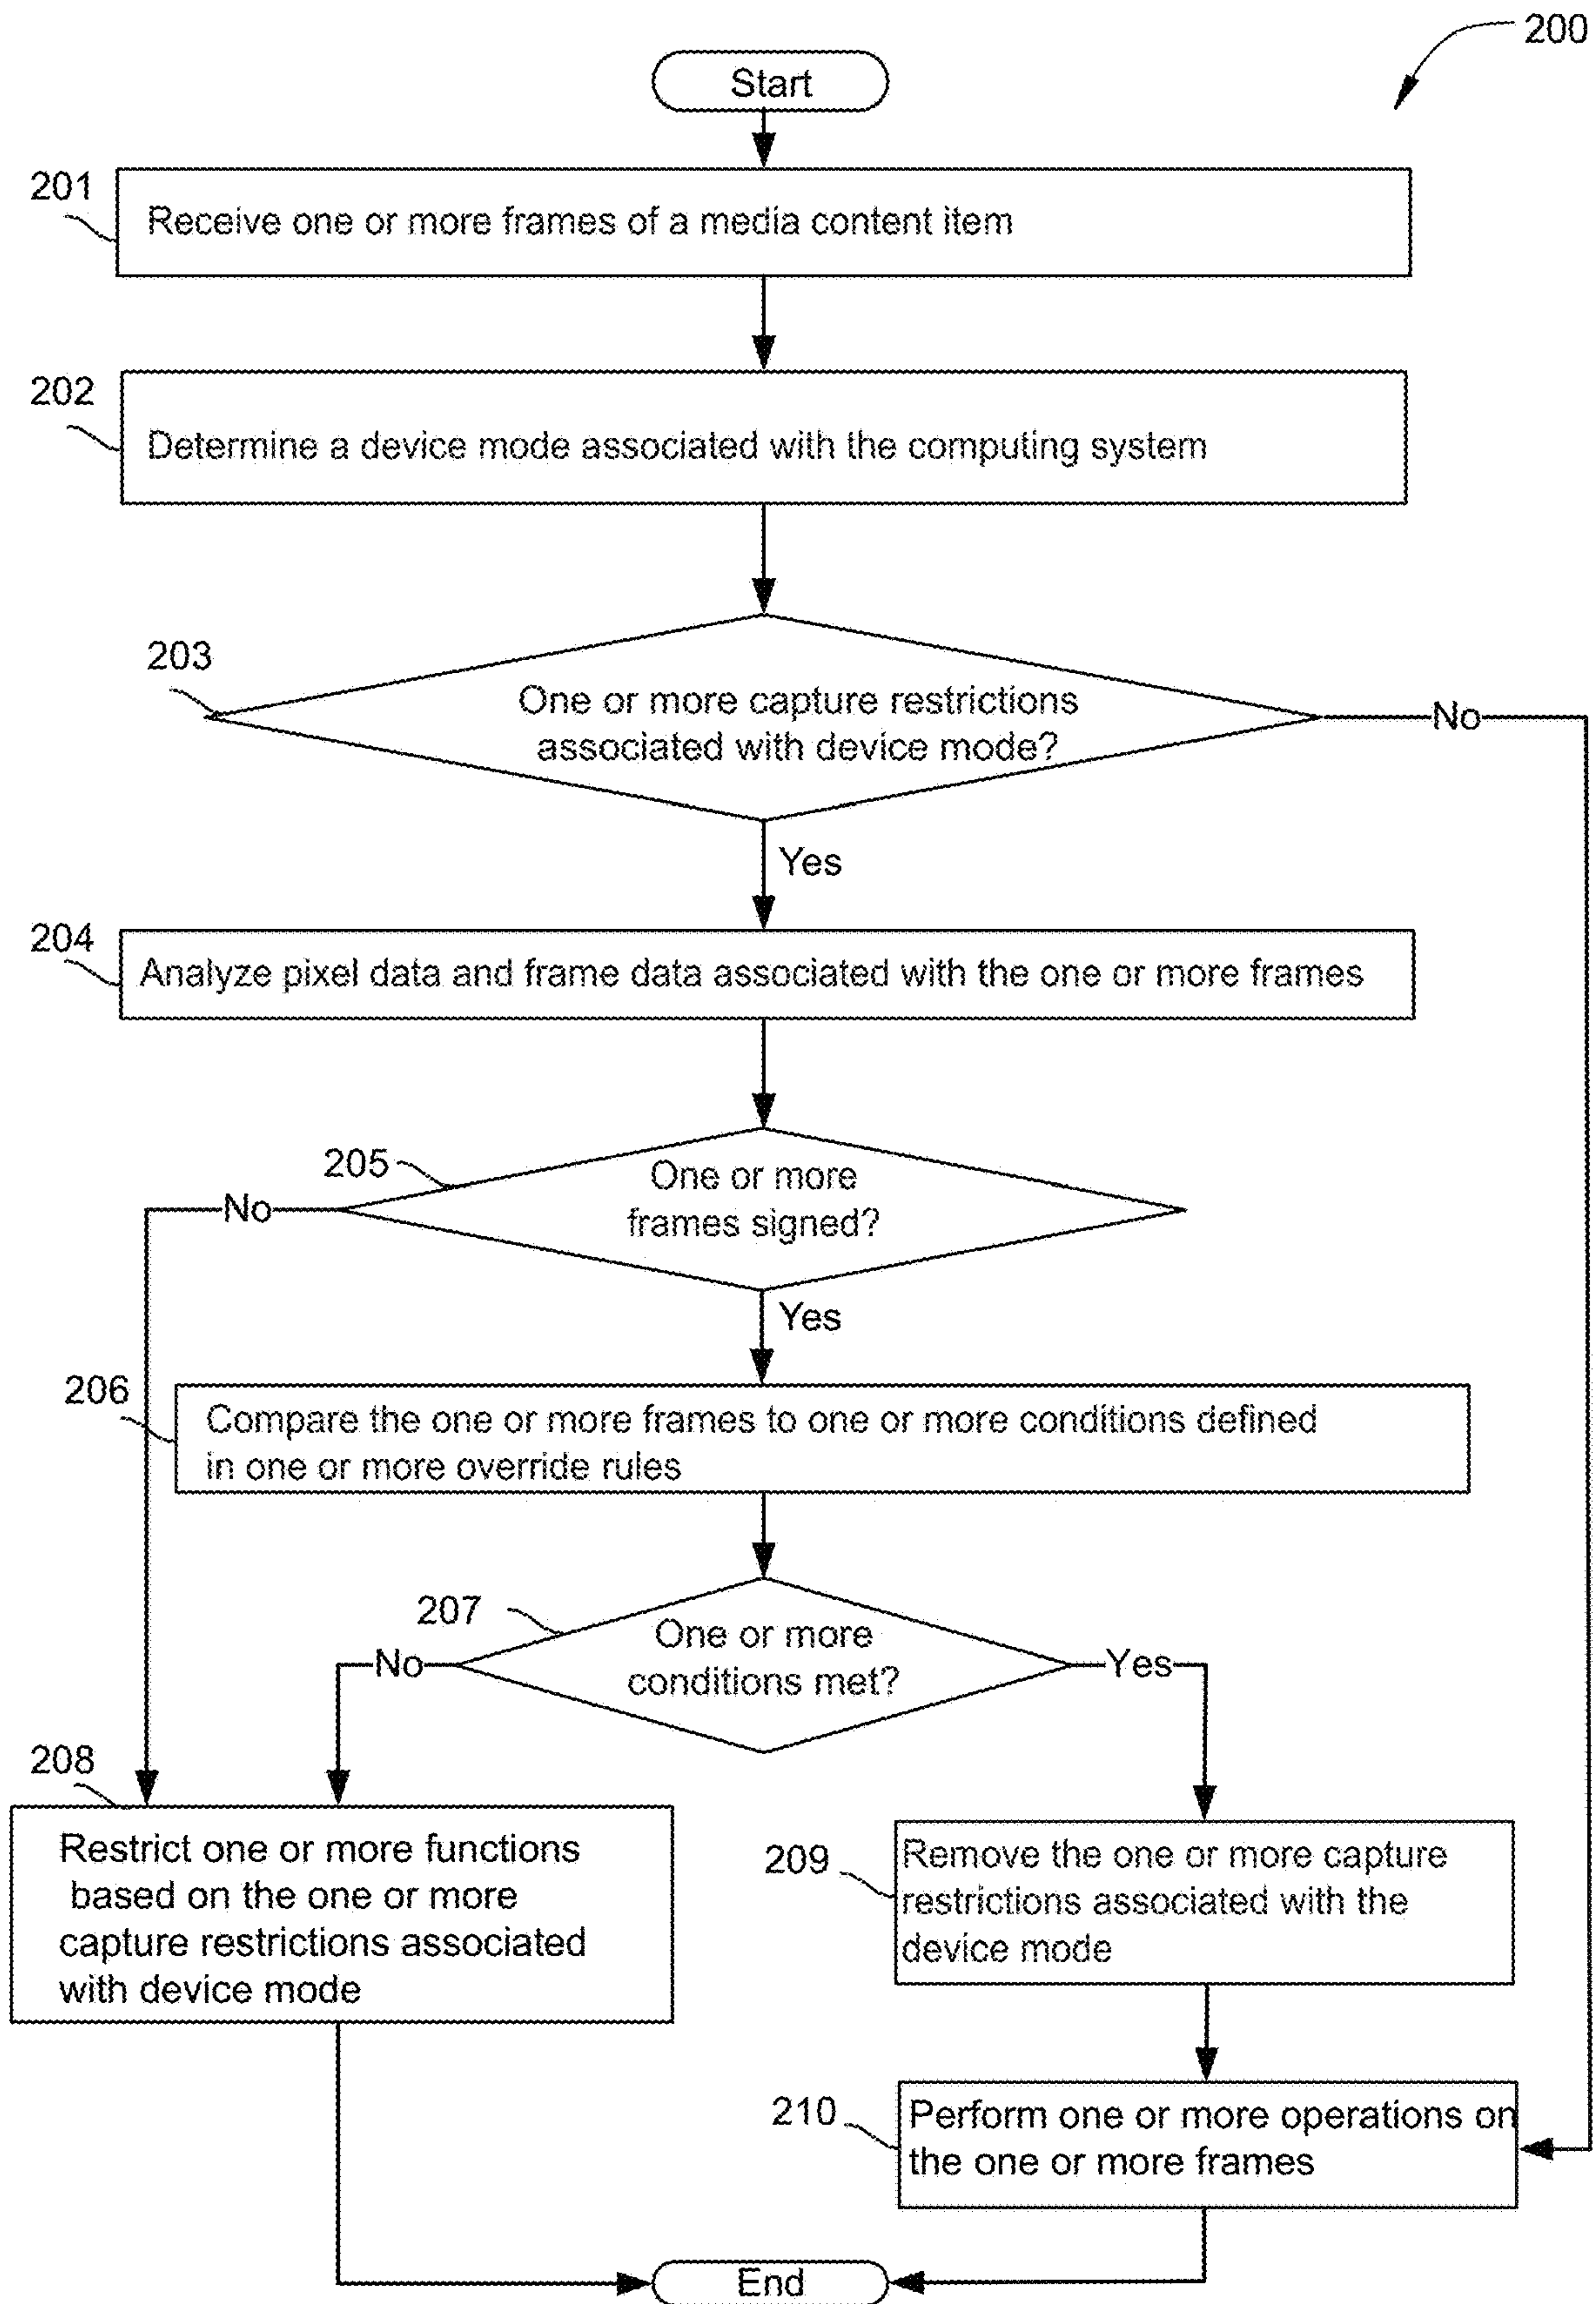 200
Start
201
Receive one or more frames of a media content item
202
Determine a device mode associated with the computing system
203
One or more capture restrictions
associated with device mode?
No
Yes
204
Analyze pixel data and frame data associated with the one or more frames
205
One or more
frames signed?
No
Yes
206
Compare the one or more frames to one or more conditions defined
in one or more override rules
207
One or more
conditions met?
No
Yes
208
Restrict one or more functions
based on the one or more
capture restrictions associated
with device mode
209
Remove the one or more capture
restrictions associated with the
device mode
210
Perform one or more operations on
the one or more frames
End